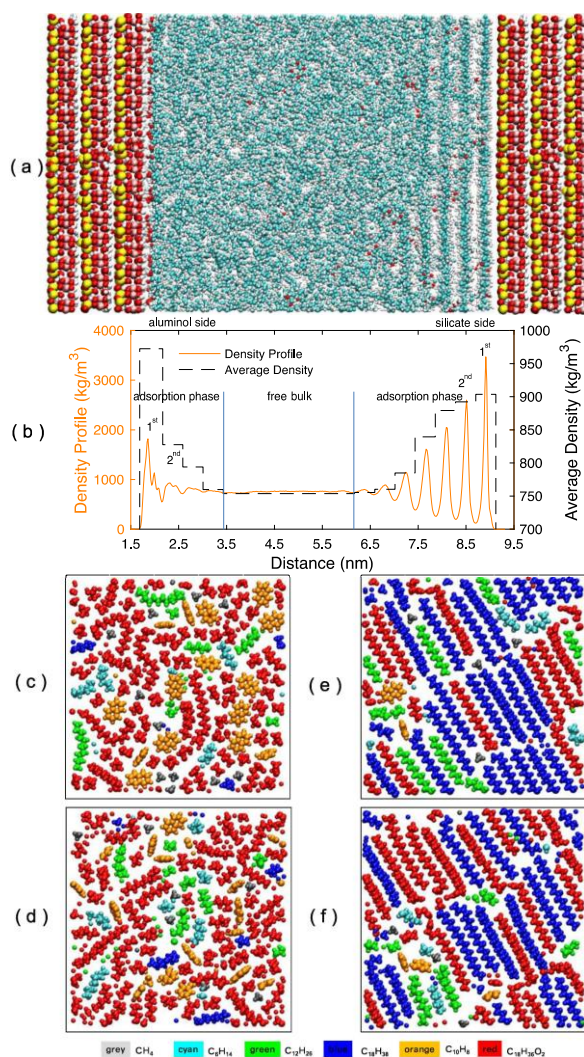 ( a )
aluminol side silicate side
4000 1000
Density Profile
Average Density
1st
950
3000 900
adsorption phase free bulk adsorption phase
2nd
1st
( b ) Density Profile (kg/m3) 2000 850 Average Density (kg/m3)
2nd
800
1000
750
0 700
1.5 2.5 3.5 4.5 5.5 6.5 7.5 8.5 9.5
Distance (nm)
( c ) ( e )
( d ) ( f )
grey CH4 cyan C6H14 green C12H26 blue C18H38 orange C10H8 red C18H36O2